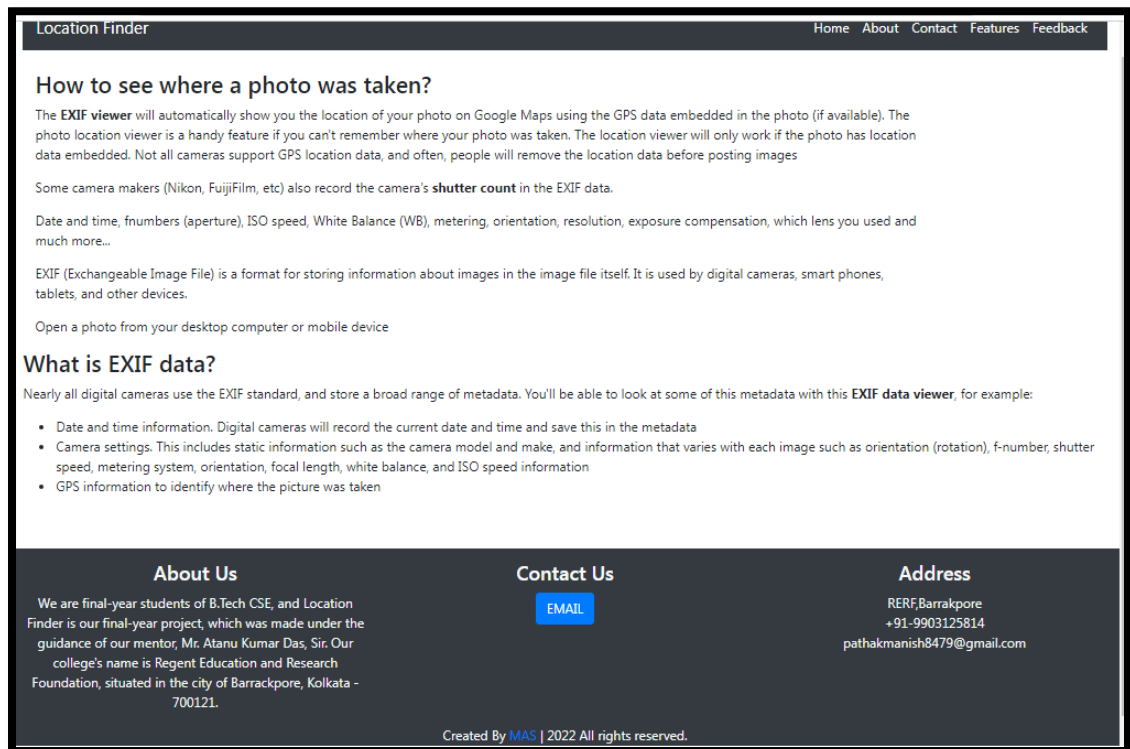 Location Finder
Home About Contact Features Feedback
How to see where a photo was taken?
The EXIF viewer will automatically show you the location of your photo on Google Maps using the GPS data embedded in the photo (if available). The
photo location viewer is a handy feature if you can't remember where your photo was taken. The location viewer will only work if the photo has location
data embedded. Not all cameras support GPS location data, and often, people will remove the location data before posting images
Some camera makers (Nikon, FuijiFilm, etc) also record the camera's shutter count in the EXIF data.
Date and time, fnumbers (aperture), ISO speed, White Balance (WB), metering, orientation, resolution, exposure compensation, which lens you used and
much more...
EXIF (Exchangeable Image File) is a format for storing information about images in the image file itself. It is used by digital cameras, smart phones,
tablets, and other devices.
Open a photo from your desktop computer or mobile device
What is EXIF data?
Nearly all digital cameras use the EXIF standard, and store a broad range of metadata. You'll be able to look at some of this metadata with this EXIF data viewer, for example:
• Date and time information. Digital cameras will record the current date and time and save this in the metadata
• Camera settings. This includes static information such as the camera model and make, and information that varies with each image such as orientation (rotation), f-number, shutter
speed, metering system, orientation, focal length, white balance, and ISO speed information
• GPS information to identify where the picture was taken
About Us
We are final-year students of B.Tech CSE, and Location
Finder is our final-year project, which was made under the
guidance of our mentor, Mr. Atanu Kumar Das, Sir. Our
college's name is Regent Education and Research
Foundation, situated in the city of Barrackpore, Kolkata -
700121.
Contact Us
EMAIL
Address
RERF,Barrakpore
+91-9903125814
pathakmanish8479@gmail.com
Created By MAS | 2022 All rights reserved.